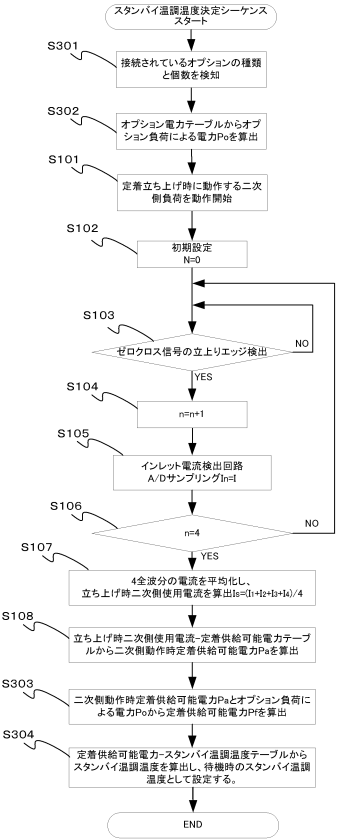 スタンバイ温調温度決定シーケンス
スタート
S301
接続されているオプションの種類
と個数を検知
S302
オプション電力テーブルからオプ
ション負荷による電力Poを算出
S101
定着立ち上げ時に動作する二次
側負荷を動作開始
S102
初期設定
N=0
S103
ゼロクロス信号の立上りエッジ検出
NO
YES
S104
n=n+1
S105
インレット電流検出回路
A/DサンプリングIn=I
S106
n=4
NO
YES
S107
4全波分の電流を平均化し、
立ち上げ時二次側使用電流を算出Is=(I1+I2+I3+I4)/4
S108
立ち上げ時二次側使用電流-定着供給可能電力テーブ
ルから二次側動作時定着供給可能電力Paを算出
S303
二次側動作時定着供給可能電力Paとオプション負荷に
よる電力Poから定着供給可能電力Pfを算出
S304
定着供給可能電力-スタンバイ温調温度テーブルから
スタンバイ温調温度を算出し、待機時のスタンバイ温調
温度として設定する。
END